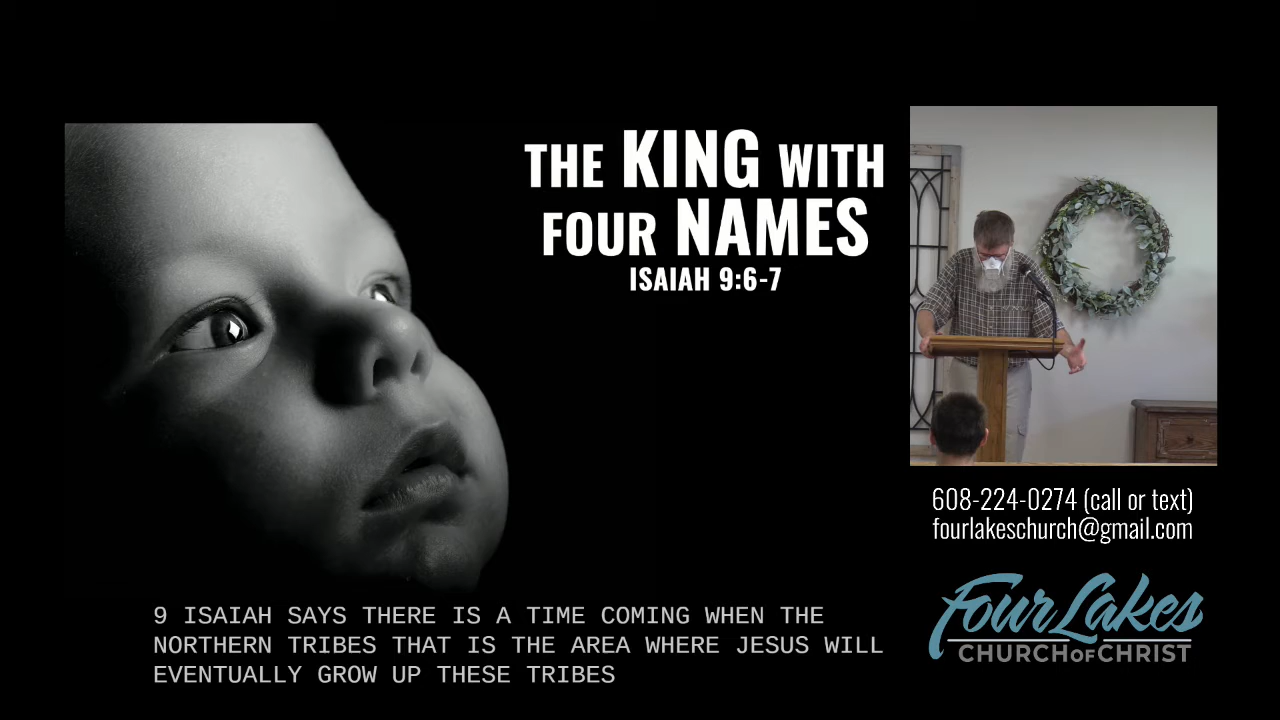 THE KING WITH
FOUR NAMES
ISAIAH 9:6-7
608-224-0274 (call or text)
fourlakeschurch@gmail.com
Four Lakes
CHURCH OF CHRIST
9 ISAIAH SAYS THERE IS A TIME COMING WHEN THE
NORTHERN TRIBES THAT IS THE AREA WHERE JESUS WILL
EVENTUALLY GROW UP THESE TRIBES